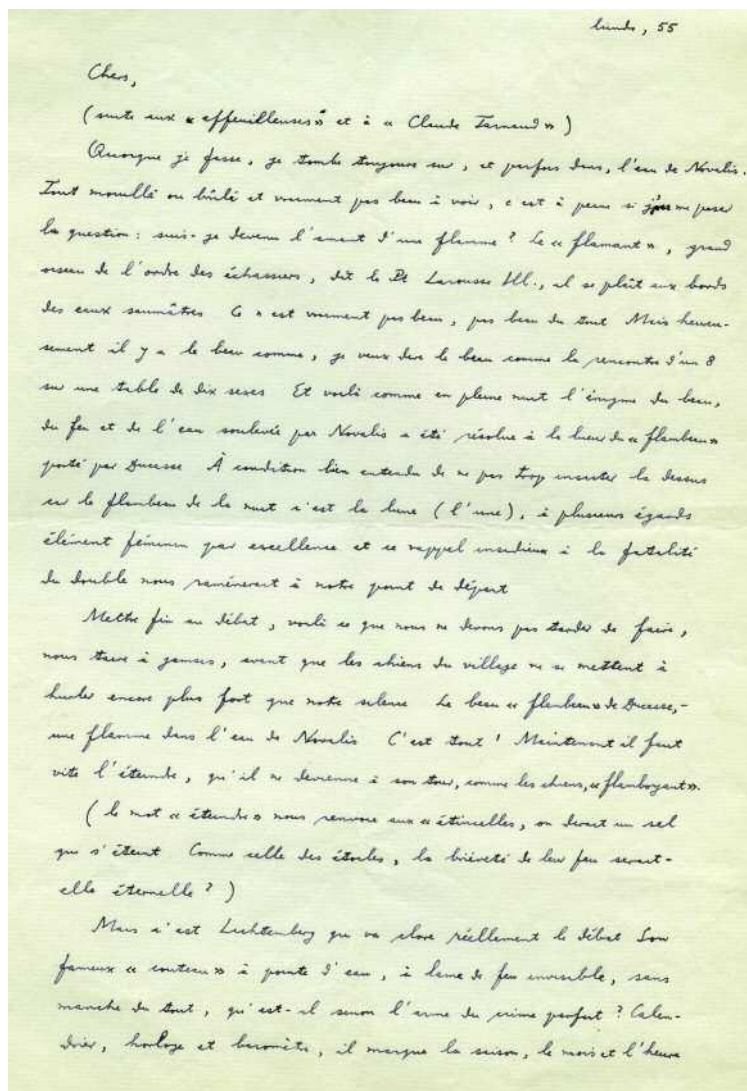 lundi, 55
Chers,
(suite aux « effeuilleuses » et à « Claude Tarnaud »)
Quoique je fasse, je tombe toujours sur, et parfois dans, l'eau de Novalis.
Tout mouillé ou brûlé et vraiment pas beau à voir, c'est à peine si j'ose me poser
la question : suis-je devenu l'amant d'une flamme ? Le « flamant », grand
oiseau de l'ordre des échassiers, dit le Pt Larousse Ill., il se plaît aux bords
des eaux saumâtres Ce n'est vraiment pas beau, pas beau du tout Mais heureu-
sement il y a le beau comme, je veux dire le beau comme la rencontre d'un 8
sur une table de dix sexes Et voilà comme en pleine nuit l'énigme du beau,
du feu et de l'eau soulevée par Novalis a été résolue à la lueur du « flambeau »
porté par Ducasse À condition bien entendu de ne pas trop insister là dessus
car le flambeau de la nuit c'est la lune (l'une), à plusieurs égards
élément féminin par excellence et ce rappel insidieux à la fatalité
du double nous ramènerait à notre point de départ
Mettre fin au débat, voilà ce que nous ne devons pas tarder de faire,
nous taire à jamais, avant que les chiens du village ne se mettent à
hurler encore plus fort que notre silence Le beau « flambeau » de Ducasse, -
une flamme dans l'eau de Novalis C'est tout ! Maintenant il faut
vite l'éteindre, qu'il ne devienne à son tour, comme les chiens, « flamboyant ».
(le mot « éteindre » nous renvoie aux « étincelles, on dirait un sel
qui s'éteint Comme celle des étoiles, la brièveté de leur feu serait-
elle éternelle ?)
Mais c'est Lichtenberg qui va clore réellement le débat Son
fameux « couteau » à pointe d'eau, à lame de feu invisible, sans
manche du tout, qu'est-il sinon l'arme du crime parfait ? Calen-
drier, horloge et baromètre, il marque la saison, le mois et l'heure